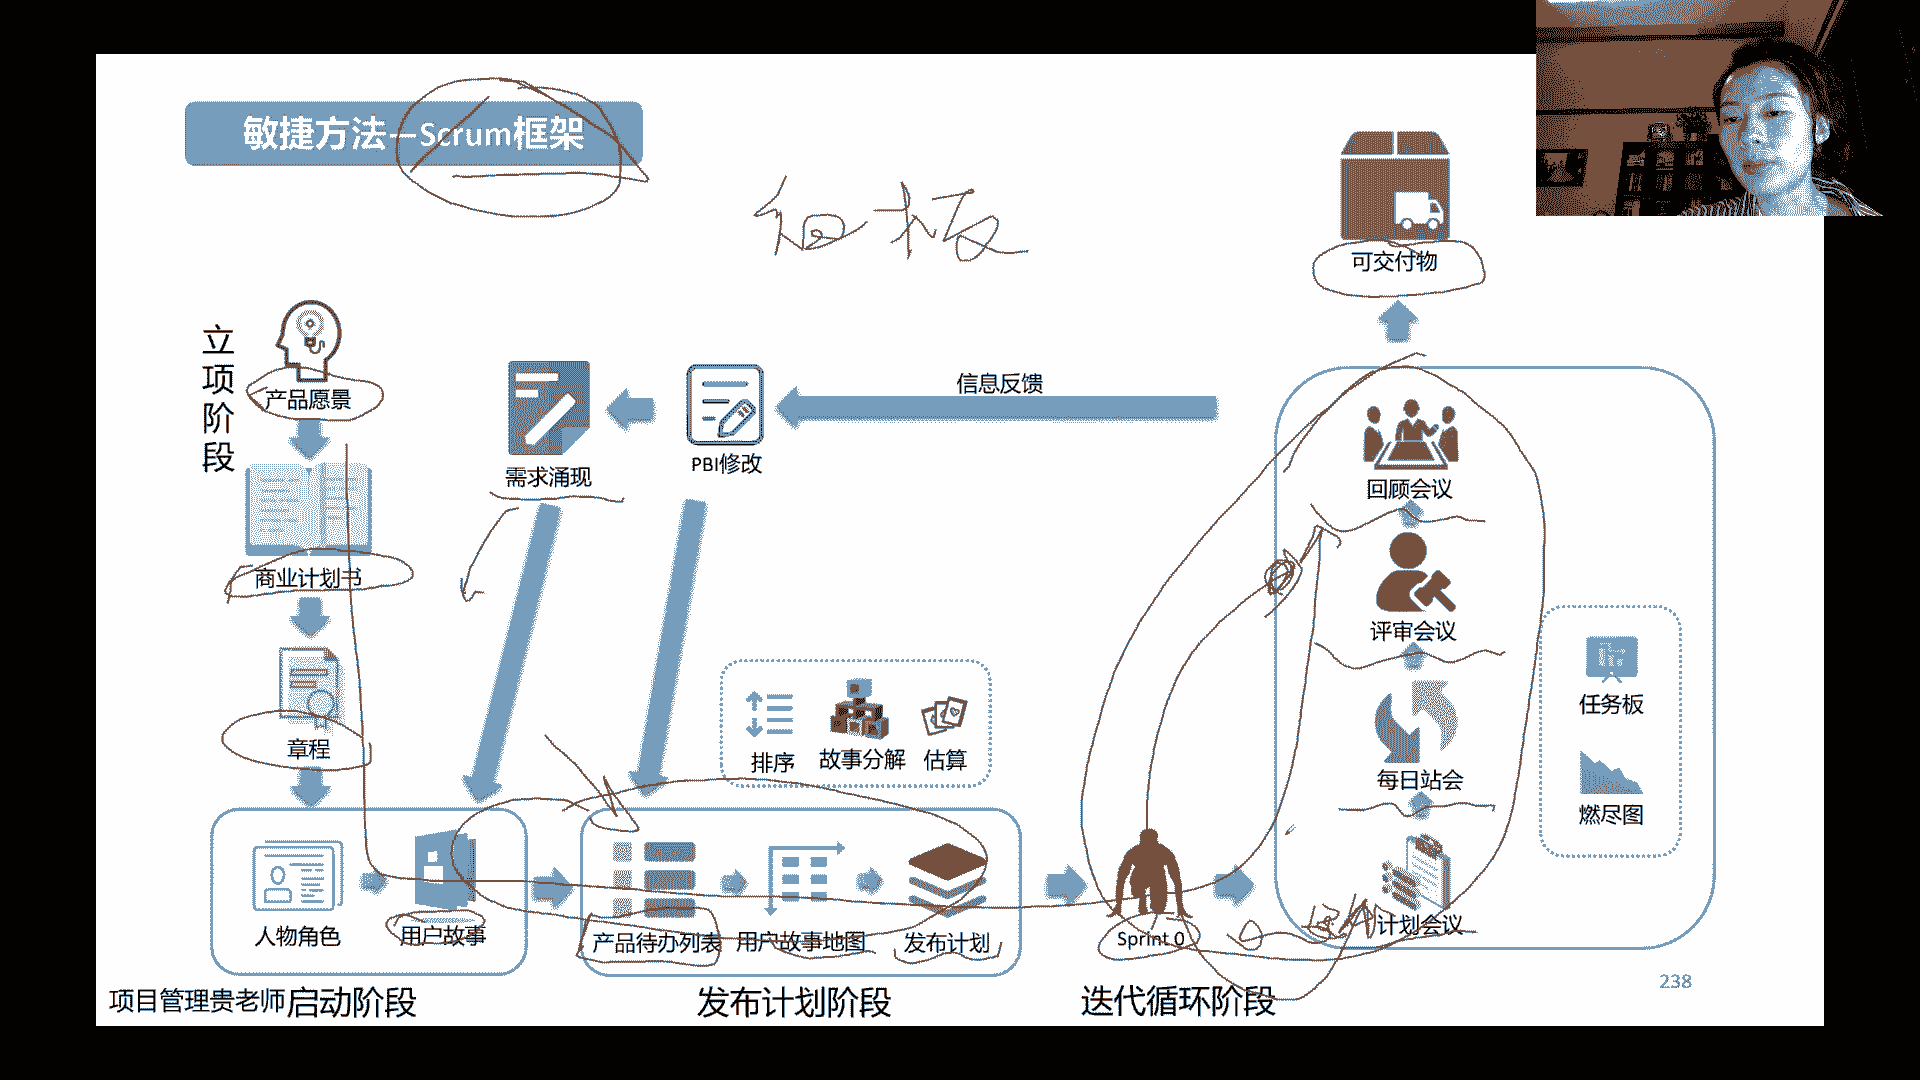 敏捷方法—Scrum框架
立项阶段
产品愿景
商业计划书
章程
人物角色
用户故事
启动阶段
需求涌现
PBI修改
信息反馈
排序
故事分解
估算
产品待办列表
用户故事地图
发布计划
发布计划阶段
Sprint 0
迭代循环阶段
可交付物
回顾会议
评审会议
每日站会
计划会议
任务板
燃尽图
项目管理贵老师
238